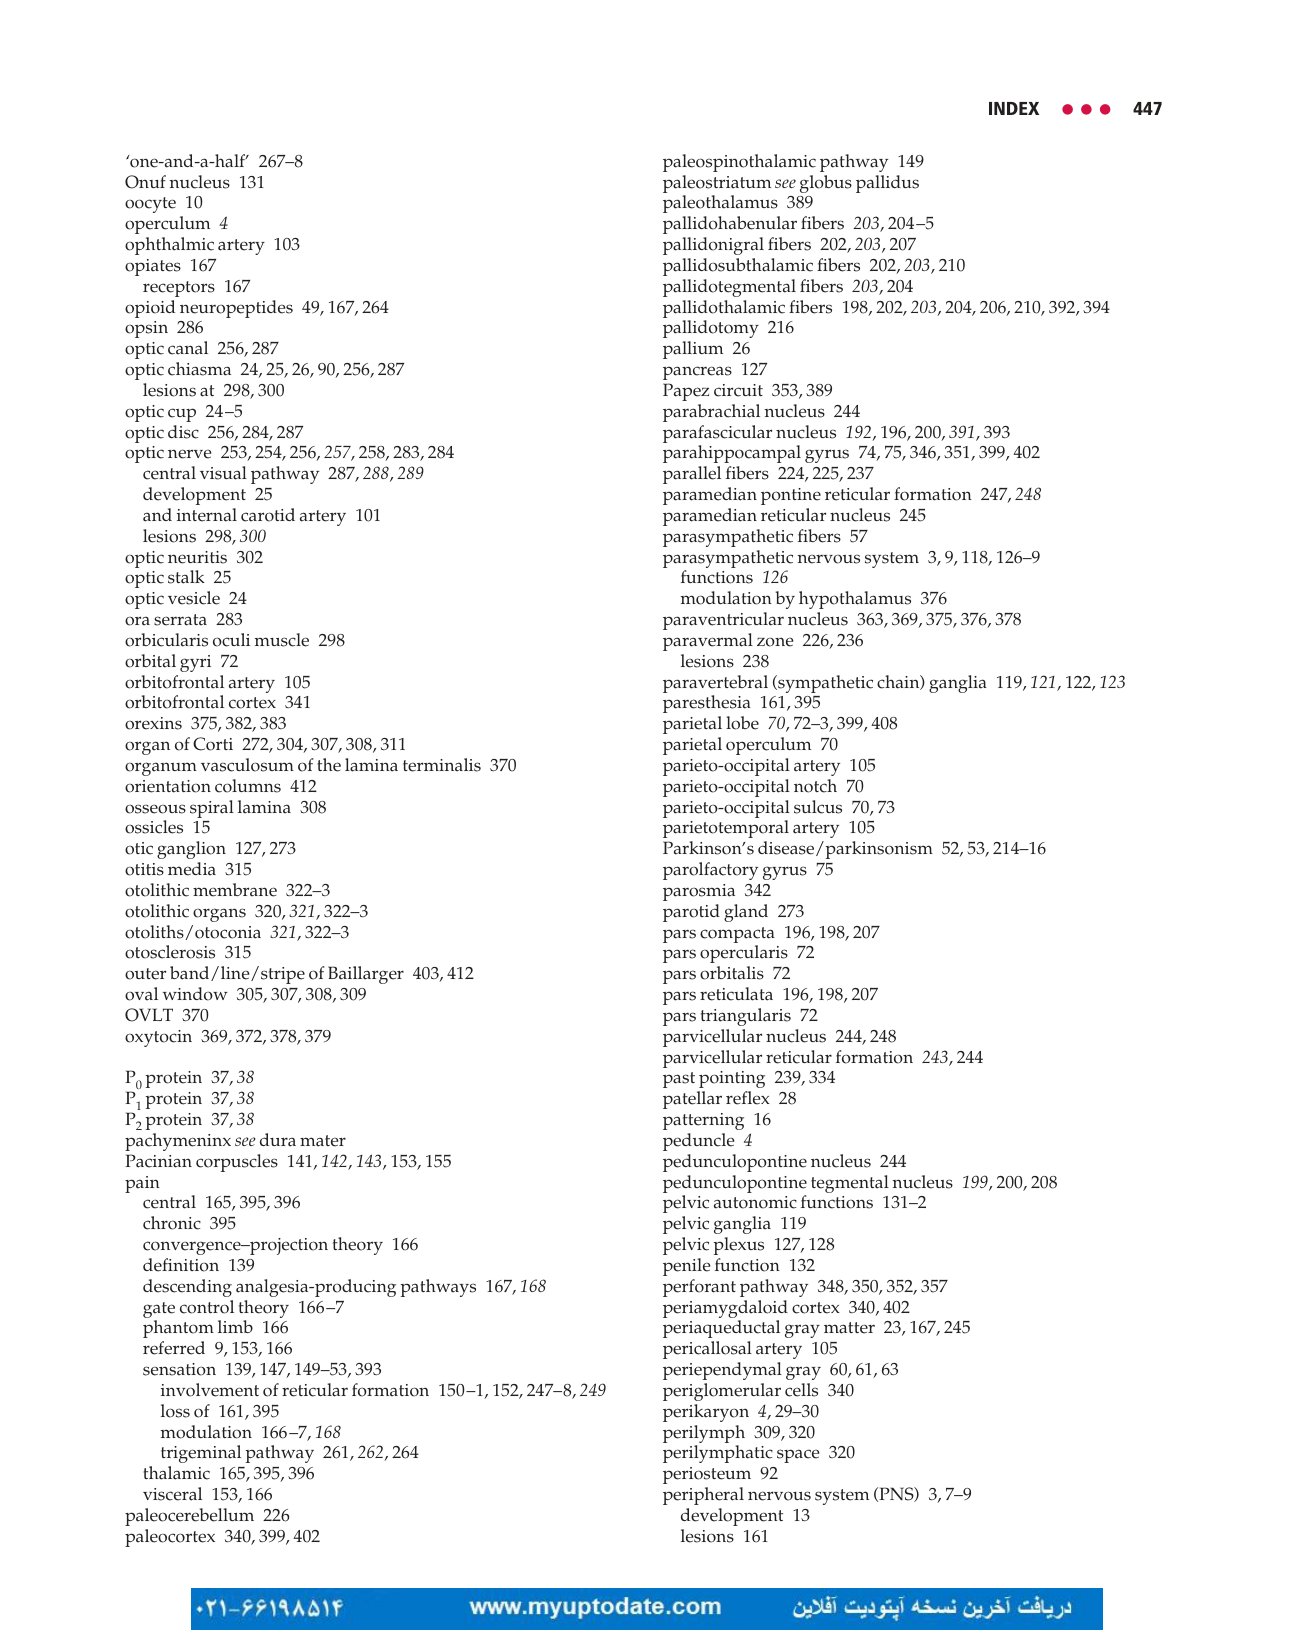 INDEX ● ● ● 447
‘one-and-a-half’ 267–8
Onuf nucleus 131
oocyte 10
operculum 4
ophthalmic artery 103
opiates 167
receptors 167
opioid neuropeptides 49, 167, 264
opsin 286
optic canal 256, 287
optic chiasma 24, 25, 26, 90, 256, 287
lesions at 298, 300
optic cup 24–5
optic disc 256, 284, 287
optic nerve 253, 254, 256, 257, 258, 283, 284
central visual pathway 287, 288, 289
development 25
and internal carotid artery 101
lesions 298, 300
optic neuritis 302
optic stalk 25
optic vesicle 24
ora serrata 283
orbicularis oculi muscle 298
orbital gyri 72
orbitofrontal artery 105
orbitofrontal cortex 341
orexins 375, 382, 383
organ of Corti 272, 304, 307, 308, 311
organum vasculosum of the lamina terminalis 370
orientation columns 412
osseous spiral lamina 308
ossicles 15
otic ganglion 127, 273
otitis media 315
otolithic membrane 322–3
otolithic organs 320, 321, 322–3
otoliths/otoconia 321, 322–3
otosclerosis 315
outer band/line/stripe of Baillarger 403, 412
oval window 305, 307, 308, 309
OVLT 370
oxytocin 369, 372, 378, 379
P0 protein 37, 38
P1 protein 37, 38
P2 protein 37, 38
pachymeninx see dura mater
Pacinian corpuscles 141, 142, 143, 153, 155
pain
central 165, 395, 396
chronic 395
convergence–projection theory 166
definition 139
descending analgesia-producing pathways 167, 168
gate control theory 166–7
phantom limb 166
referred 9, 153, 166
sensation 139, 147, 149–53, 393
involvement of reticular formation 150–1, 152, 247–8, 249
loss of 161, 395
modulation 166–7, 168
trigeminal pathway 261, 262, 264
thalamic 165, 395, 396
visceral 153, 166
paleocerebellum 226
paleocortex 340, 399, 402
paleospinothalamic pathway 149
paleostriatum see globus pallidus
paleothalamus 389
pallidohabenular fibers 203, 204–5
pallidonigral fibers 202, 203, 207
pallidosubthalamic fibers 202, 203, 210
pallidotegmental fibers 203, 204
pallidothalamic fibers 198, 202, 203, 204, 206, 210, 392, 394
pallidotomy 216
pallium 26
pancreas 127
Papez circuit 353, 389
parabrachial nucleus 244
parafascicular nucleus 192, 196, 200, 391, 393
parahippocampal gyrus 74, 75, 346, 351, 399, 402
parallel fibers 224, 225, 237
paramedian pontine reticular formation 247, 248
paramedian reticular nucleus 245
parasympathetic fibers 57
parasympathetic nervous system 3, 9, 118, 126–9
functions 126
modulation by hypothalamus 376
paraventricular nucleus 363, 369, 375, 376, 378
paravermal zone 226, 236
lesions 238
paravertebral (sympathetic chain) ganglia 119, 121, 122, 123
paresthesia 161, 395
parietal lobe 70, 72–3, 399, 408
parietal operculum 70
parieto-occipital artery 105
parieto-occipital notch 70
parieto-occipital sulcus 70, 73
parietotemporal artery 105
Parkinson’s disease/parkinsonism 52, 53, 214–16
parolfactory gyrus 75
parosmia 342
parotid gland 273
pars compacta 196, 198, 207
pars opercularis 72
pars orbitalis 72
pars reticulata 196, 198, 207
pars triangularis 72
parvicellular nucleus 244, 248
parvicellular reticular formation 243, 244
past pointing 239, 334
patellar reflex 28
patterning 16
peduncle 4
pedunculopontine nucleus 244
pedunculopontine tegmental nucleus 199, 200, 208
pelvic autonomic functions 131–2
pelvic ganglia 119
pelvic plexus 127, 128
penile function 132
perforant pathway 348, 350, 352, 357
periamygdaloid cortex 340, 402
periaqueductal gray matter 23, 167, 245
pericallosal artery 105
periependymal gray 60, 61, 63
periglomerular cells 340
perikaryon 4, 29–30
perilymph 309, 320
perilymphatic space 320
periosteum 92
peripheral nervous system (PNS) 3, 7–9
development 13
lesions 161
۰۲۱-۶۶۱۹۸۵۱۴ www.myuptodate.com دریافت آخرین نسخه آپتودیت آفلاین